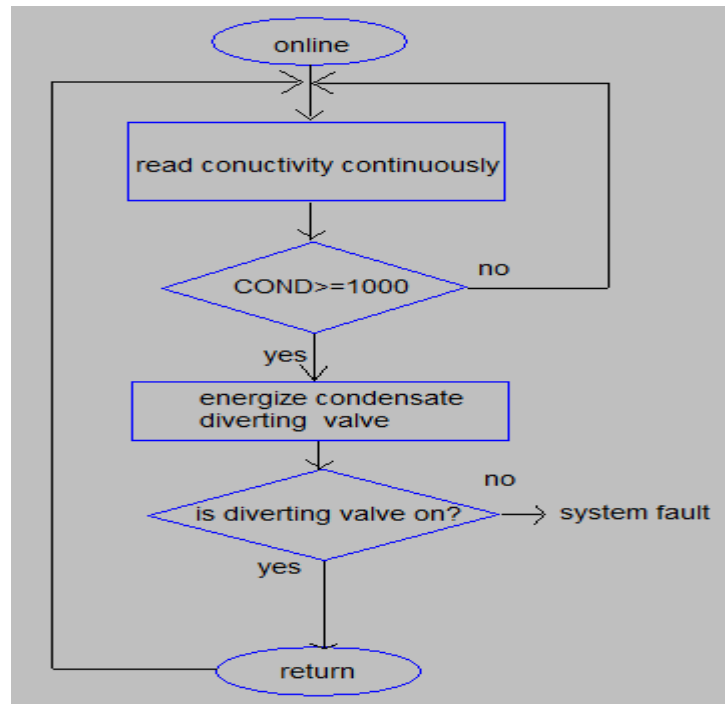 online
read conuctivity continuously
COND>=1000
no
yes
energize condensate
diverting valve
no
is diverting valve on?
system fault
yes
return